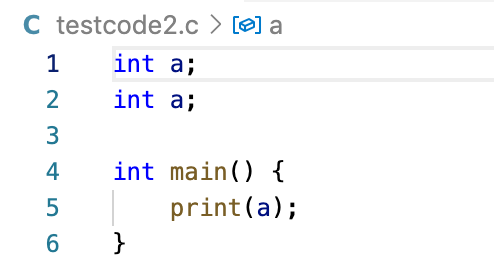 C testcode2.c > a
1 int a;
2 int a;
3
4 int main() {
5     print(a);
6 }